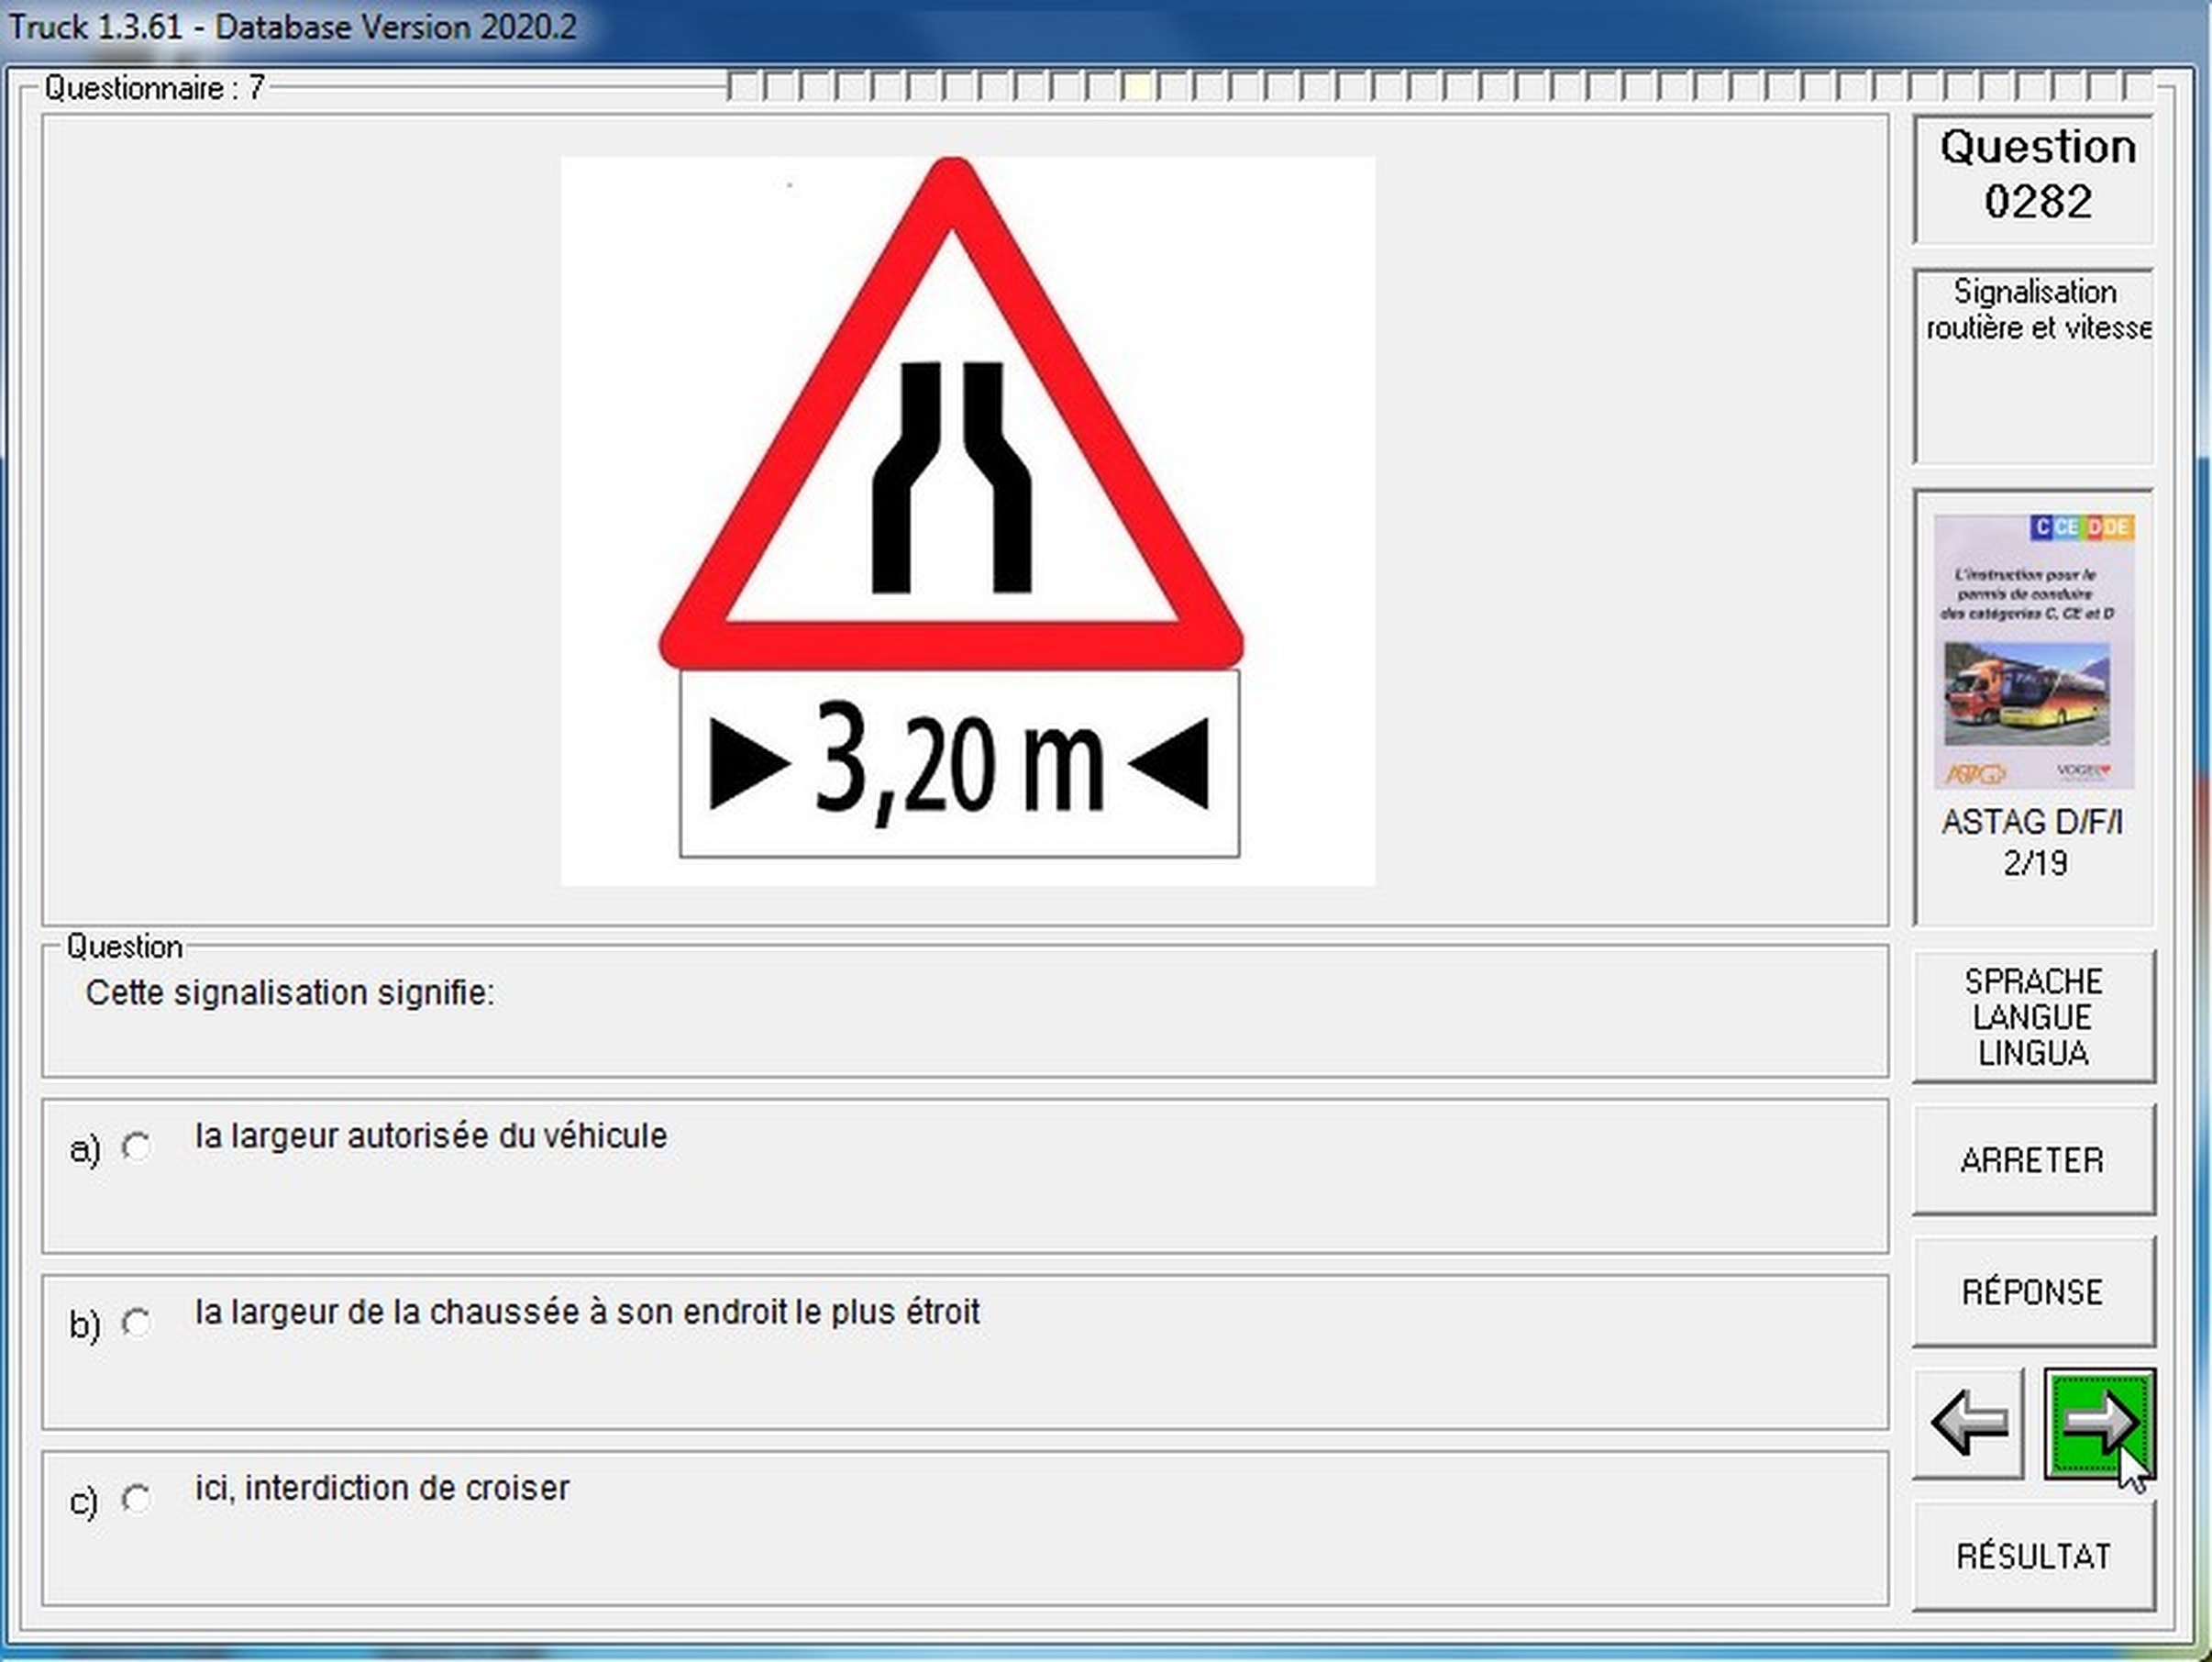 Truck 1.3.61 - Database Version 2020.2
Questionnaire : 7
3,20 m
Question
0282
Signalisation
routière et vitesse
C CE D DE
L'instruction pour le
permis de conduire
des catégories C, CE et D
ASTAG
VOGEL
ASTAG D/F/I
2/19
Question
Cette signalisation signifie:
a) la largeur autorisée du véhicule
b) la largeur de la chaussée à son endroit le plus étroit
c) ici, interdiction de croiser
SPRACHE
LANGUE
LINGUA
ARRETER
RÉPONSE
RÉSULTAT